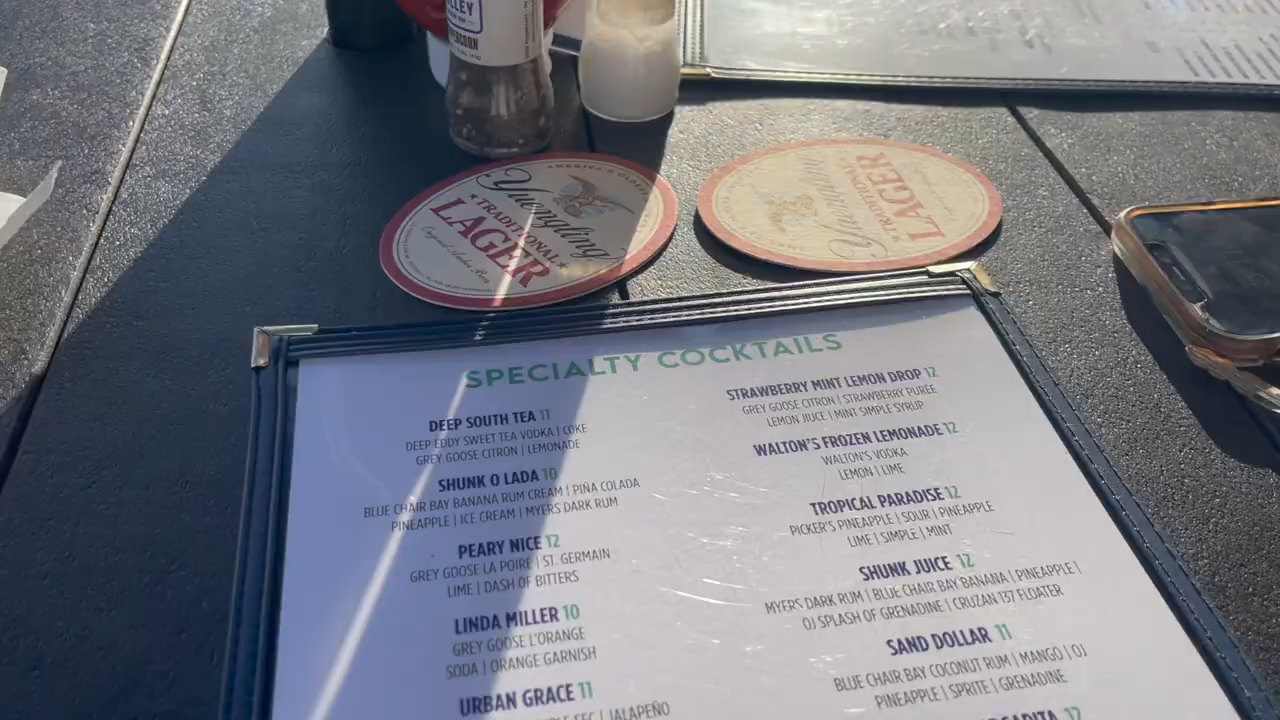 LLEY
Yuengling
TRADITIONAL
LAGER
Yuengling
TRADITIONAL
LAGER
SPECIALTY COCKTAILS
DEEP SOUTH TEA 11
DEEP EDDY SWEET TEA VODKA | COKE
GREY GOOSE CITRON | LEMONADE
SHUNK O LADA 10
BLUE CHAIR BAY BANANA RUM CREAM | PIÑA COLADA
PINEAPPLE | ICE CREAM | MYERS DARK RUM
PEARY NICE 12
GREY GOOSE LA POIRE | ST. GERMAIN
LIME | DASH OF BITTERS
LINDA MILLER 10
GREY GOOSE L'ORANGE
SODA | ORANGE GARNISH
URBAN GRACE 11
| JALAPEÑO
STRAWBERRY MINT LEMON DROP 12
GREY GOOSE CITRON | STRAWBERRY PUREE
LEMON JIUCE | MINT SIMPLE SYRUP
WALTON'S FROZEN LEMONADE 12
WALTON'S VODKA
LEMON | LIME
TROPICAL PARADISE 12
PICKER'S PINEAPPLE | SOUR | PINEAPPLE
LIME | SIMPLE | MINT
SHUNK JUICE 12
MYERS DARK RUM | BLUE CHAIR BAY BANANA | PINEAPPLE |
OJ SPLASH OF GRENADINE | CRUZAN 137 FLOATER
SAND DOLLAR 11
BLUE CHAIR BAY COCONUT RUM | MANGO | OJ
PINEAPPLE | SPRITE | GRENADINE
12